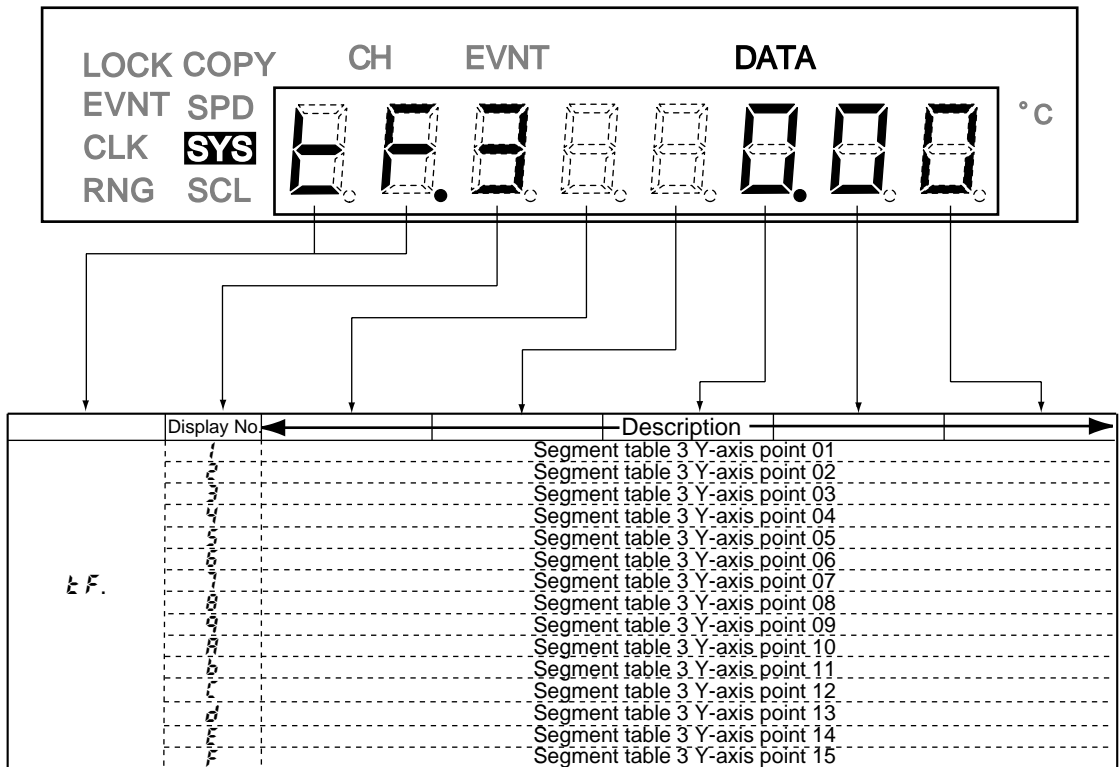 CH EVNT DATA
LOCK COPY
EVNT SPD
CLK SYS
RNG SCL
tF.3 0.00 °C
Display No. Description
tF.
1 Segment table 3 Y-axis point 01
2 Segment table 3 Y-axis point 02
3 Segment table 3 Y-axis point 03
4 Segment table 3 Y-axis point 04
5 Segment table 3 Y-axis point 05
6 Segment table 3 Y-axis point 06
7 Segment table 3 Y-axis point 07
8 Segment table 3 Y-axis point 08
9 Segment table 3 Y-axis point 09
A Segment table 3 Y-axis point 10
b Segment table 3 Y-axis point 11
C Segment table 3 Y-axis point 12
d Segment table 3 Y-axis point 13
E Segment table 3 Y-axis point 14
F Segment table 3 Y-axis point 15